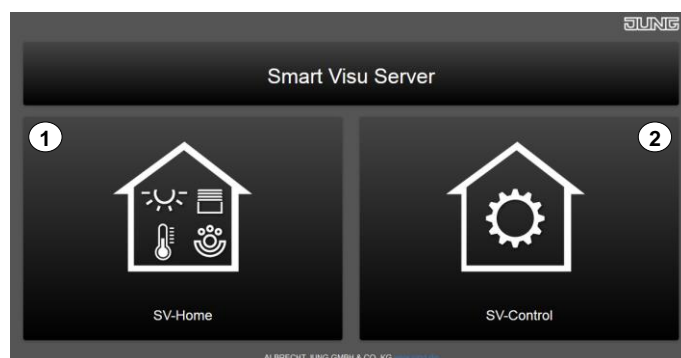 JUNG
Smart Visu Server
1
2
SV-Home
SV-Control
ALBRECHT JUNG GMBH & CO. KG